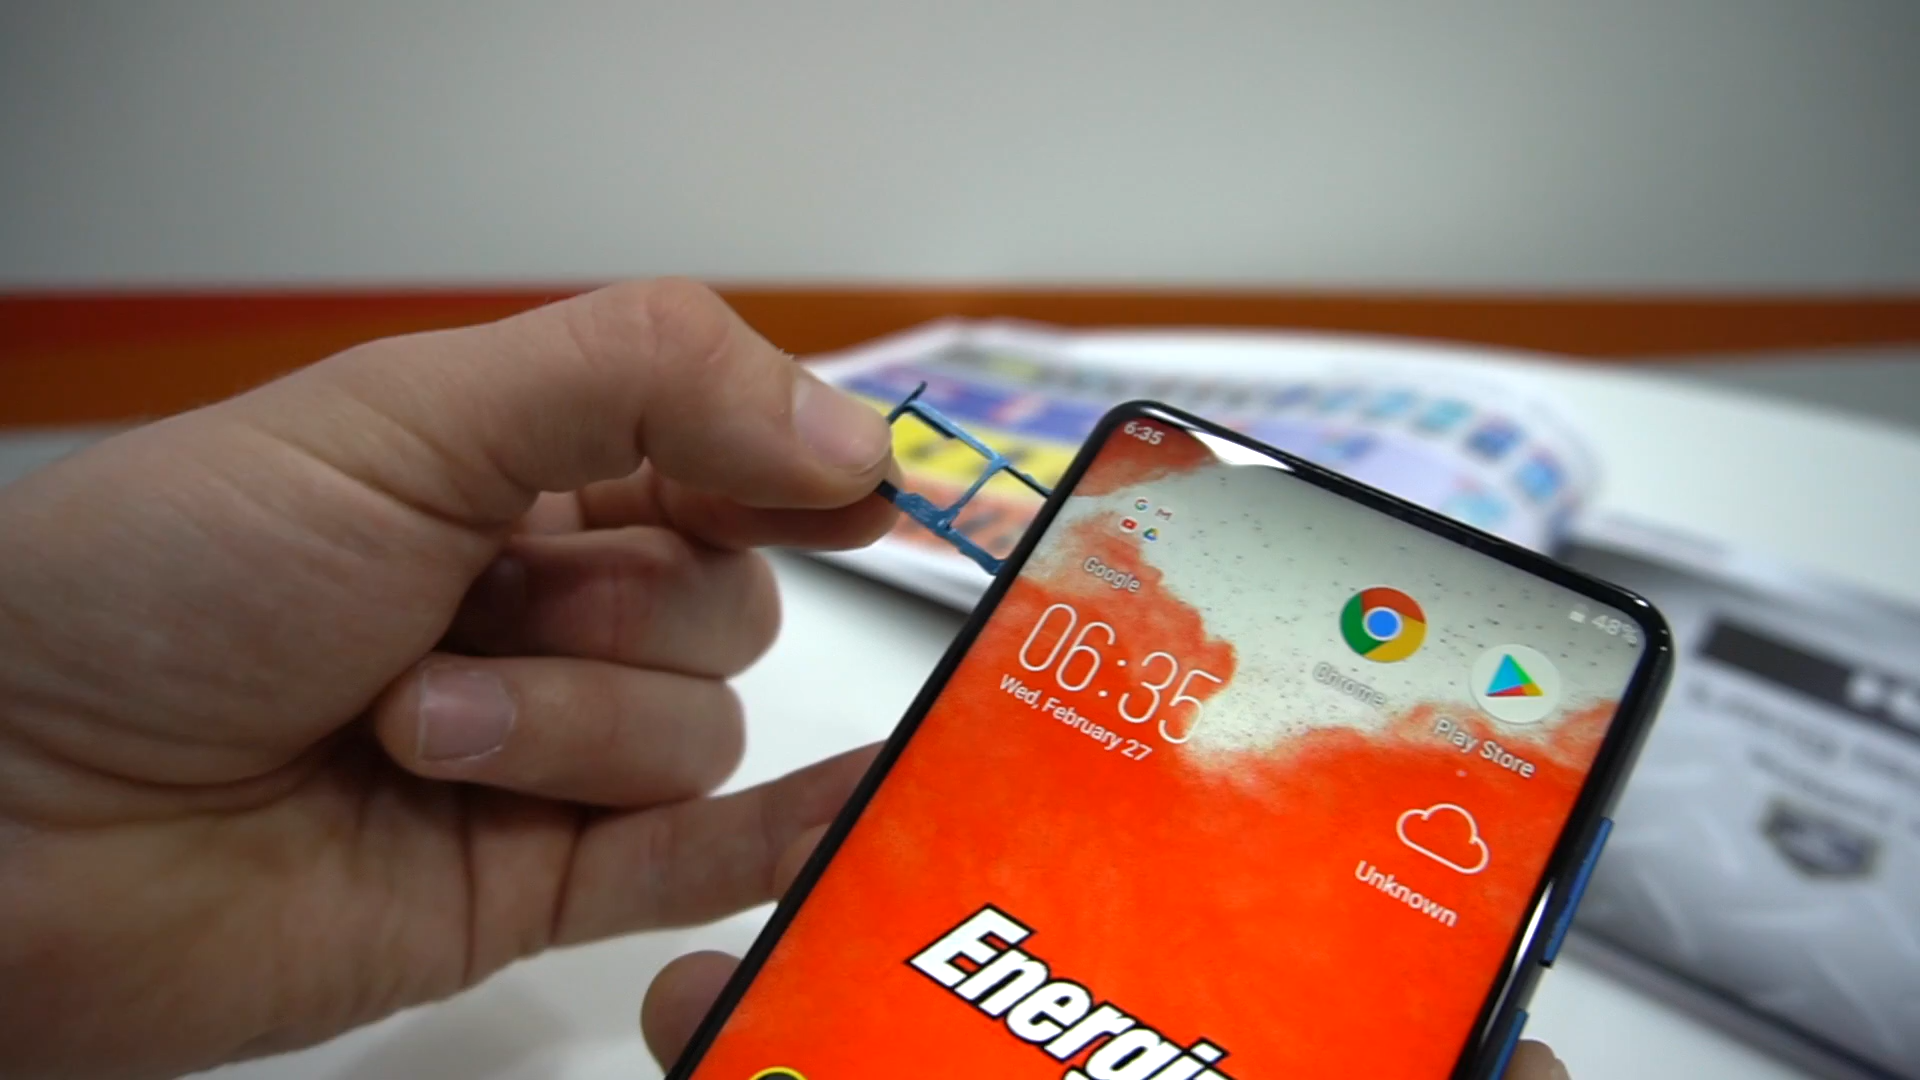 6:35
48%
Google
Chrome
Play Store
06:35
Wed, February 27
Unknown
Energi